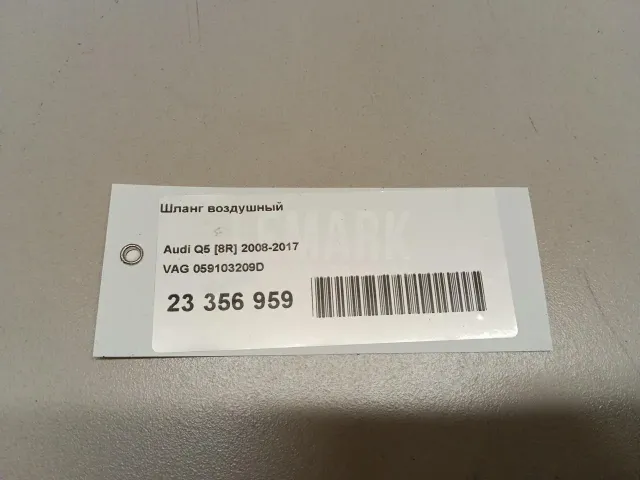 Шланг воздушный
Audi Q5 [8R] 2008-2017
VAG 059103209D
23 356 959